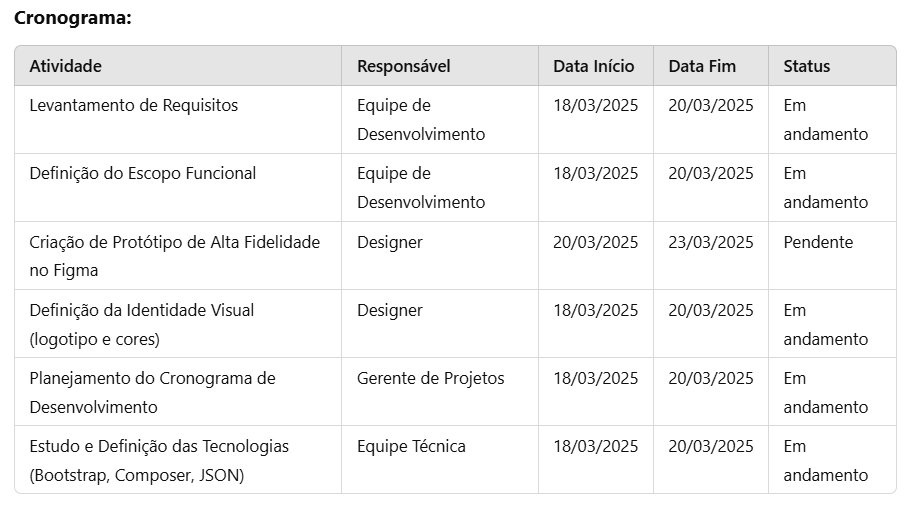 Cronograma:
Atividade Responsável Data Início Data Fim Status
Levantamento de Requisitos Equipe de 18/03/2025 20/03/2025 Em
Desenvolvimento andamento
Definição do Escopo Funcional Equipe de 18/03/2025 20/03/2025 Em
Desenvolvimento andamento
Criação de Protótipo de Alta Fidelidade Designer 20/03/2025 23/03/2025 Pendente
no Figma
Definição da Identidade Visual Designer 18/03/2025 20/03/2025 Em
(logotipo e cores) andamento
Planejamento do Cronograma de Gerente de Projetos 18/03/2025 20/03/2025 Em
Desenvolvimento andamento
Estudo e Definição das Tecnologias Equipe Técnica 18/03/2025 20/03/2025 Em
(Bootstrap, Composer, JSON) andamento